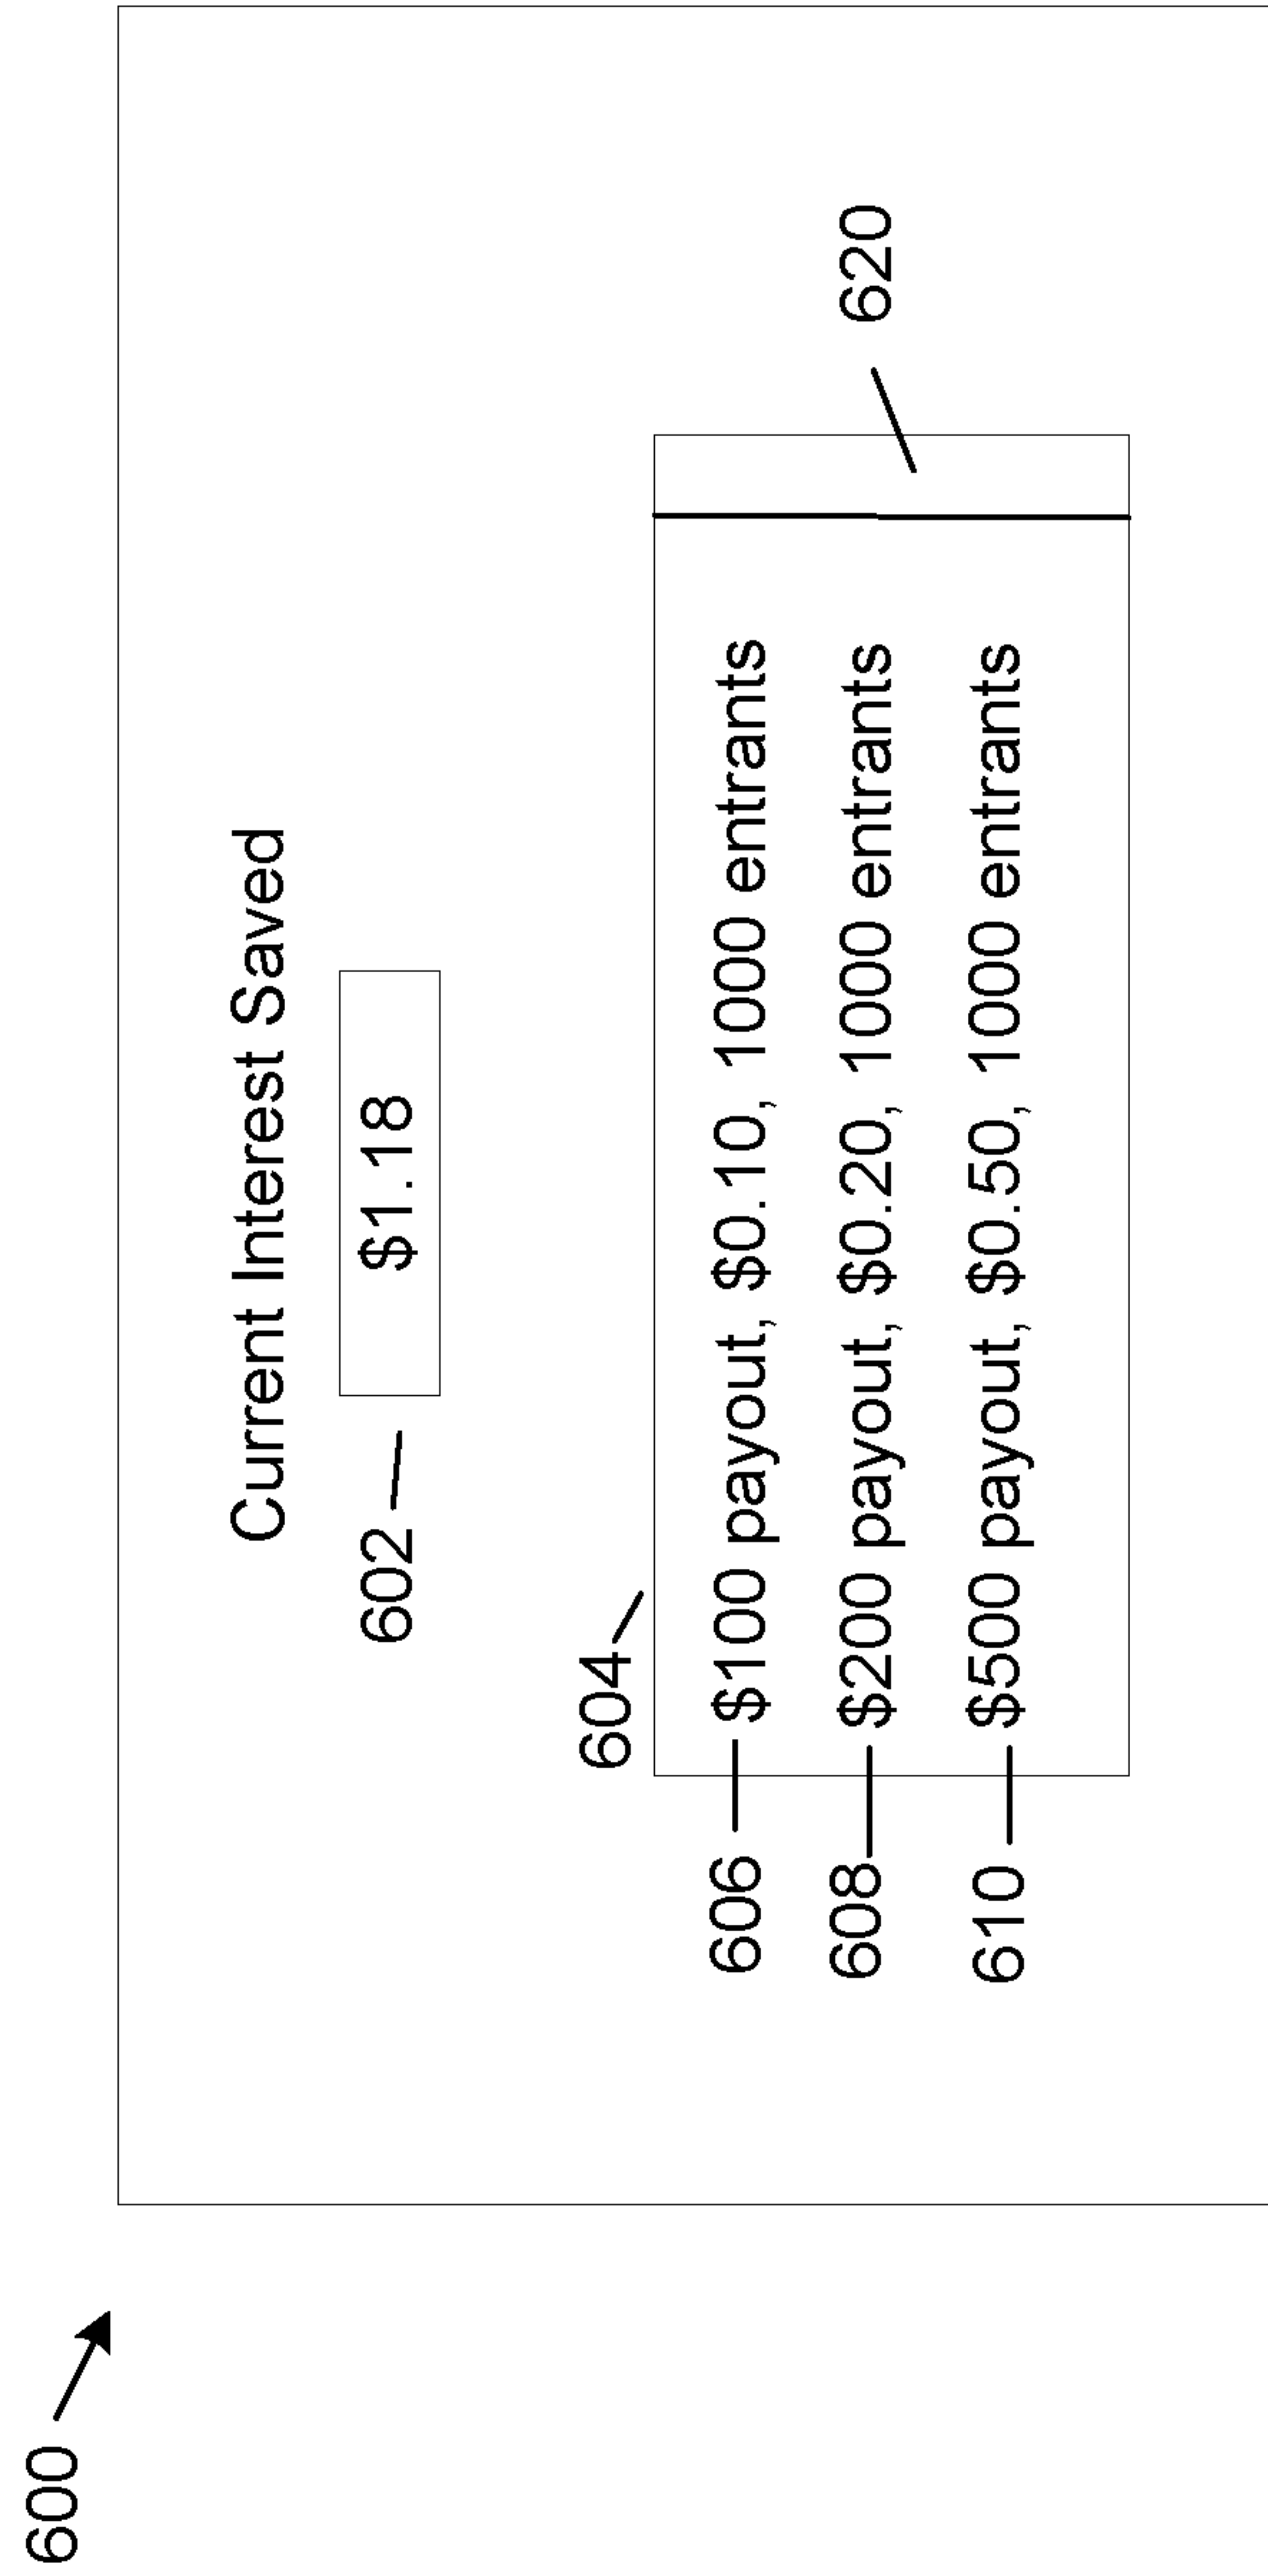 600
Current Interest Saved
602
$1.18
604
606 $100 payout, $0.10, 1000 entrants
608 $200 payout, $0.20, 1000 entrants
620
610 $500 payout, $0.50, 1000 entrants